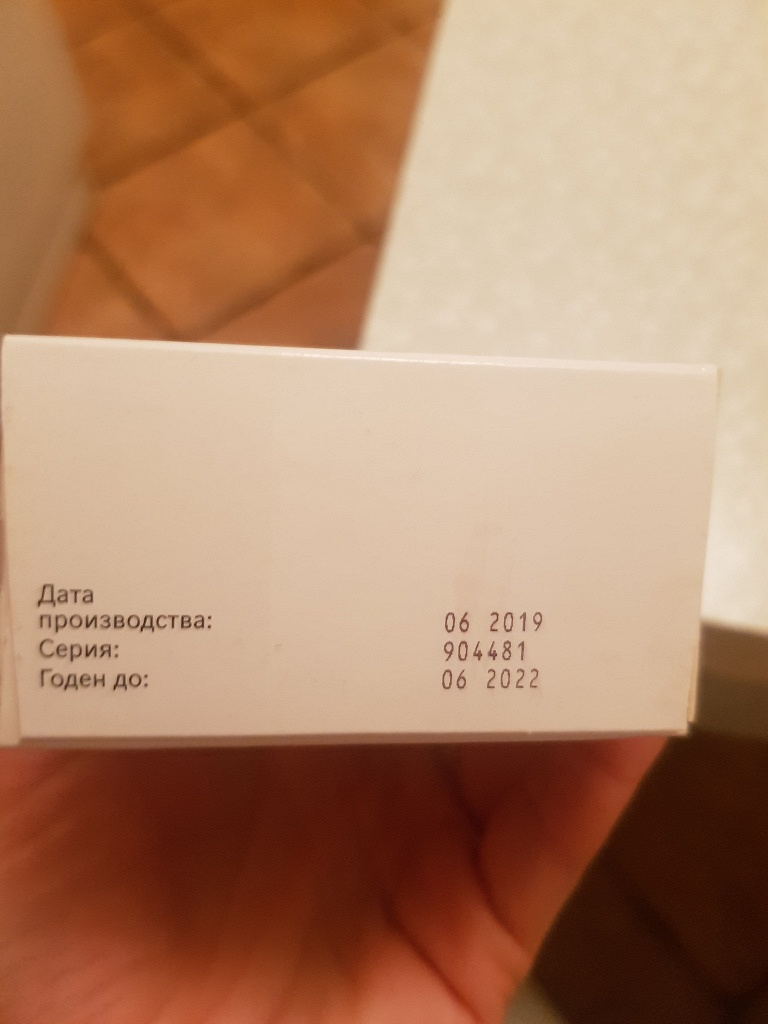 Дата
производства: 06 2019
Серия: 904481
Годен до: 06 2022